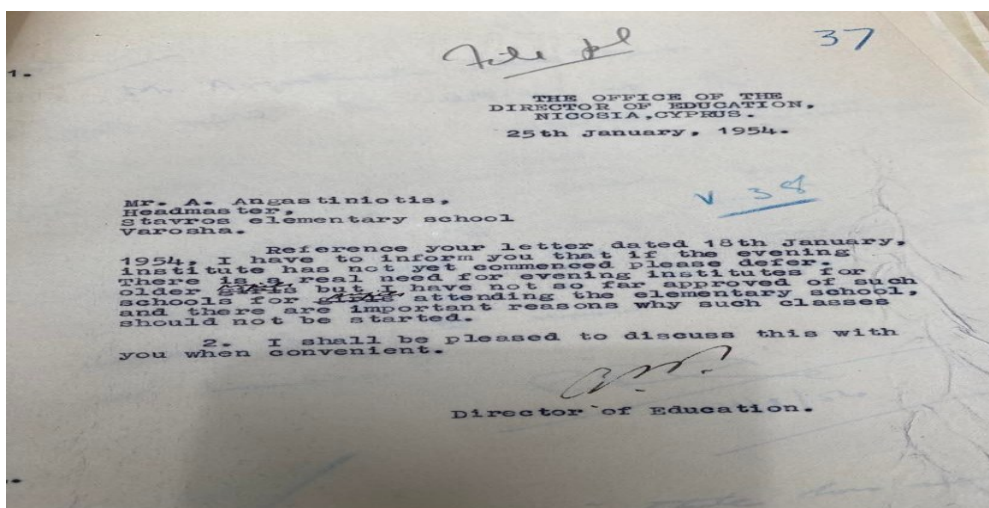 37
1.
THE OFFICE OF THE
DIRECTOR OF EDUCATION,
NICOSIA,CYPRUS.
25th January, 1954.
V 38
Mr. A. Angastiniotis,
Headmaster,
Stavros elementary school
Varosha.
Reference your letter dated 18th January,
1954, I have to inform you that if the evening
institute has not yet commenced please defer.
There is a real need for evening institutes for
older girls but I have not so far approved of such
schools for girls attending the elementary school,
and there are important reasons why such classes
should not be started.
2. I shall be pleased to discuss this with
you when convenient.
Director of Education.